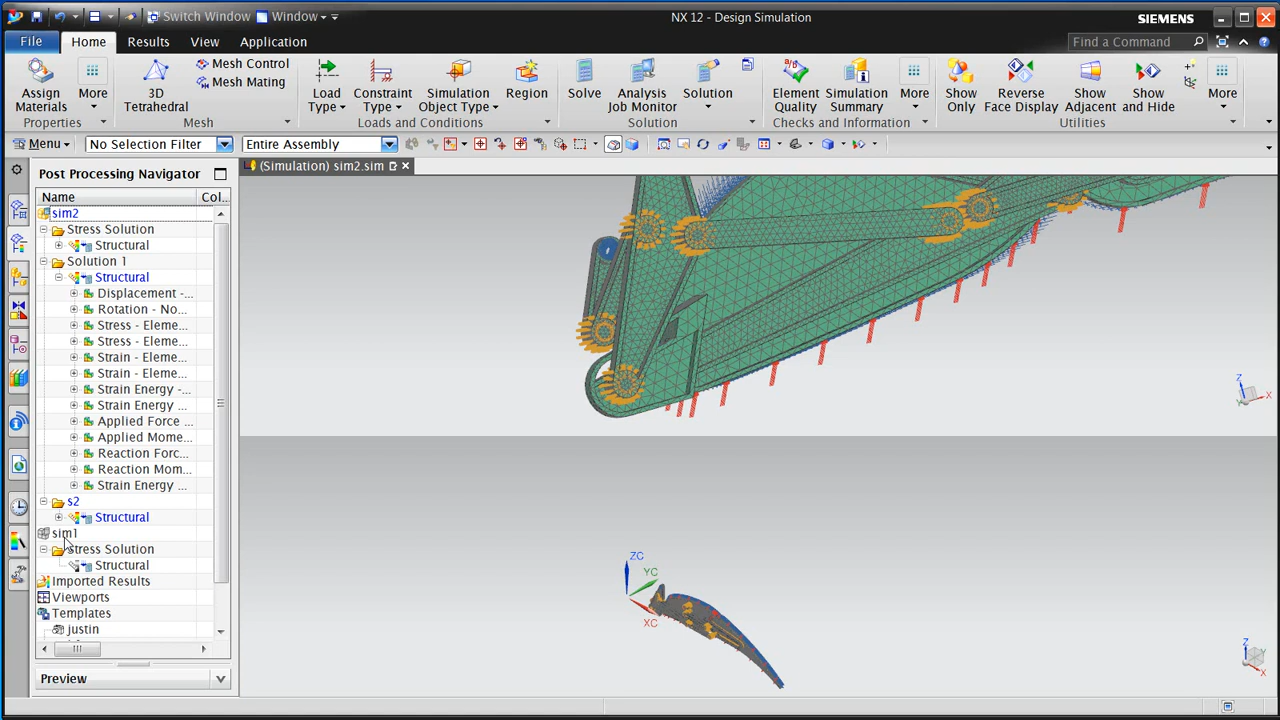 Switch Window Window NX 12 - Design Simulation SIEMENS
File Home Results View Application Find a Command
Assign Materials More 3D Tetrahedral Mesh Control Mesh Mating Load Type Constraint Type Simulation Object Type Region Solve Analysis Job Monitor Solution Element Quality Simulation Summary More Show Only Reverse Face Display Show Adjacent Show and Hide More
Properties Mesh Loads and Conditions Solution Checks and Information Utilities
Menu No Selection Filter Entire Assembly
Post Processing Navigator (Simulation) sim2.sim
Name Col...
sim2
Stress Solution
Structural
Solution 1
Structural
Displacement -...
Rotation - No...
Stress - Eleme...
Stress - Eleme...
Strain - Eleme...
Strain - Eleme...
Strain Energy -...
Strain Energy ...
Applied Force ...
Applied Mome...
Reaction Forc...
Reaction Mom...
Strain Energy ...
s2
Structural
sim1
Stress Solution
Structural
Imported Results
Viewports
Templates
justin
Preview
Z
X
ZC
YC
XC
Z
X